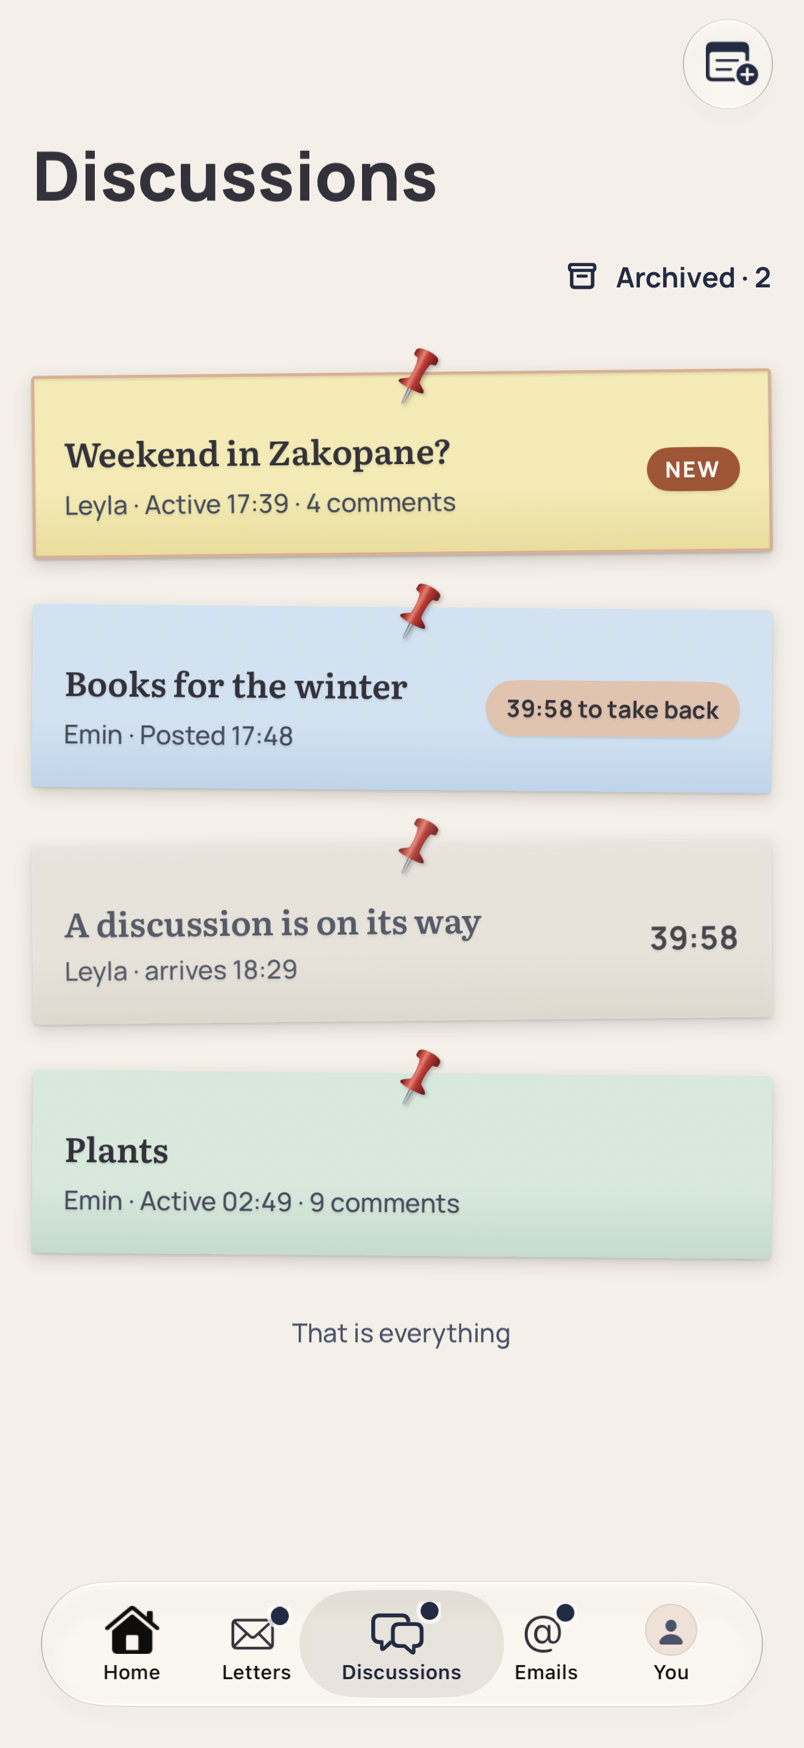 Discussions
Archived · 2
Weekend in Zakopane?
Leyla · Active 17:39 · 4 comments
NEW
Books for the winter
Emin · Posted 17:48
39:58 to take back
A discussion is on its way
Leyla · arrives 18:29
39:58
Plants
Emin · Active 02:49 · 9 comments
That is everything
Home
Letters
Discussions
@
Emails
You